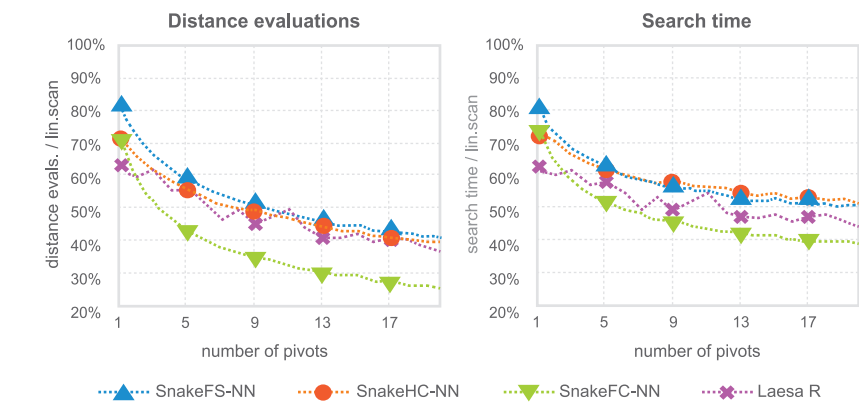 Distance evaluations
100%
90%
80%
70%
60%
50%
40%
30%
20%
distance evals. / lin.scan
1 5 9 13 17
number of pivots
Search time
100%
90%
80%
70%
60%
50%
40%
30%
20%
search time / lin.scan
1 5 9 13 17
number of pivots
SnakeFS-NN SnakeHC-NN SnakeFC-NN Laesa R